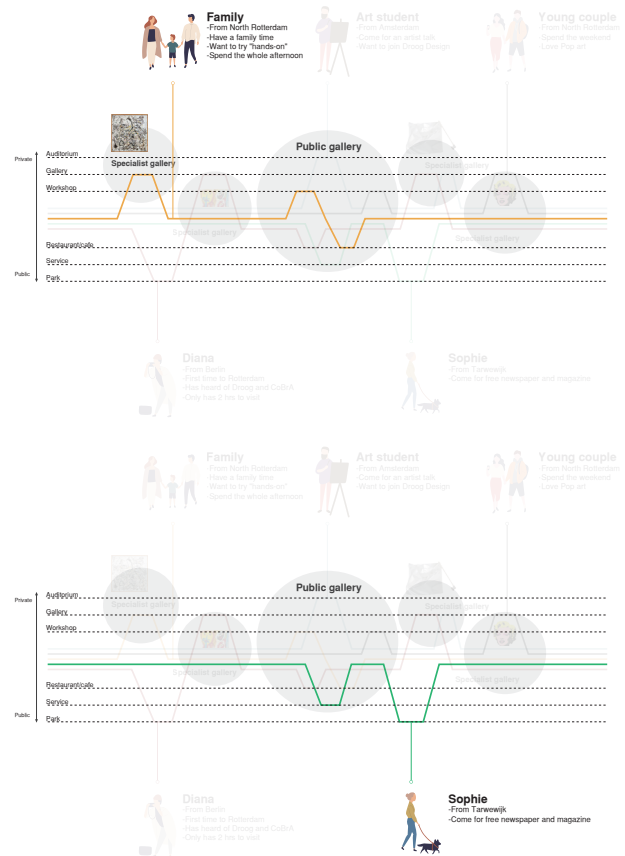 Family
-From North Rotterdam
-Have a family time
-Want to try "hands-on"
-Spend the whole afternoon
Art student
-From Amsterdam
-Come for an artist talk
-Want to join Droog Design
Young couple
-From North Rotterdam
-Spend the weekend
-Love Pop art
Public gallery
Private
Auditorium
Specialist gallery
Specialist gallery
Gallery
Workshop
Specialist gallery
Specialist gallery
Restaurant/cafe
Service
Public
Park
Diana
-From Berlin
-First time to Rotterdam
-Has heard of Droog and CoBrA
-Only has 2 hrs to visit
Sophie
-From Tarwewijk
-Come for free newspaper and magazine
Family
-From North Rotterdam
-Have a family time
-Want to try "hands-on"
-Spend the whole afternoon
Art student
-From Amsterdam
-Come for an artist talk
-Want to join Droog Design
Young couple
-From North Rotterdam
-Spend the weekend
-Love Pop art
Public gallery
Private
Auditorium
Specialist gallery
Specialist gallery
Gallery
Workshop
Specialist gallery
Specialist gallery
Restaurant/cafe
Service
Public
Park
Diana
-From Berlin
-First time to Rotterdam
-Has heard of Droog and CoBrA
-Only has 2 hrs to visit
Sophie
-From Tarwewijk
-Come for free newspaper and magazine